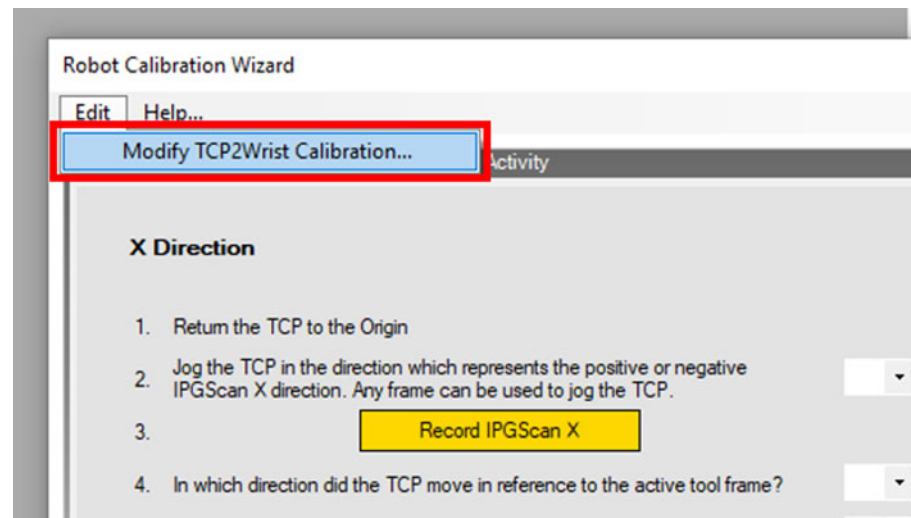 Robot Calibration Wizard
Edit Help...
Modify TCP2Wrist Calibration...
Activity
X Direction
1. Return the TCP to the Origin
2. Jog the TCP in the direction which represents the positive or negative
IPGScan X direction. Any frame can be used to jog the TCP.
3. Record IPGScan X
4. In which direction did the TCP move in reference to the active tool frame?